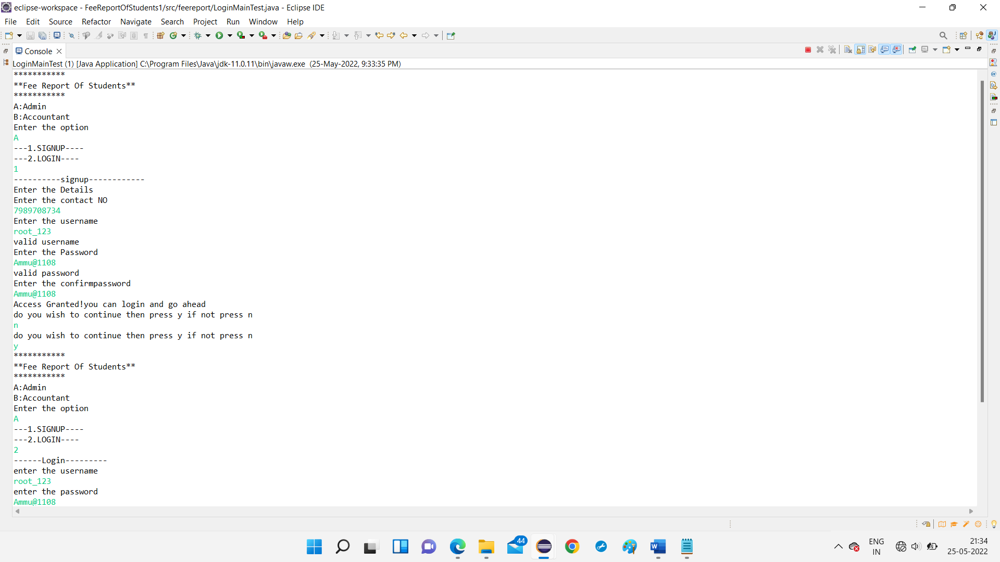 eclipse-workspace - FeeReportOfStudents1/src/feereport/LoginMainTest.java - Eclipse IDE
File Edit Source Refactor Navigate Search Project Run Window Help
Console
LoginMainTest (1) [Java Application] C:\Program Files\Java\jdk-11.0.11\bin\javaw.exe (25-May-2022, 9:33:35 PM)
***********
**Fee Report Of Students**
***********
A:Admin
B:Accountant
Enter the option
A
---1.SIGNUP----
---2.LOGIN----
1
----------signup------------
Enter the Details
Enter the contact NO
7989708734
Enter the username
root_123
valid username
Enter the Password
Ammu@1108
valid password
Enter the confirmpassword
Ammu@1108
Access Granted!you can login and go ahead
do you wish to continue then press y if not press n
n
do you wish to continue then press y if not press n
y
***********
**Fee Report Of Students**
***********
A:Admin
B:Accountant
Enter the option
A
---1.SIGNUP----
---2.LOGIN----
2
------Login---------
enter the username
root_123
enter the password
Ammu@1108
44
ENG
IN
21:34
25-05-2022